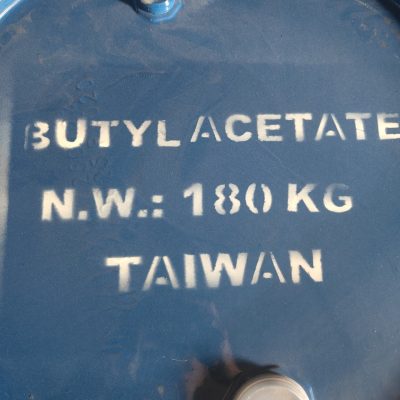 BUTYL ACETATE
N.W.: 180 KG
TAIWAN